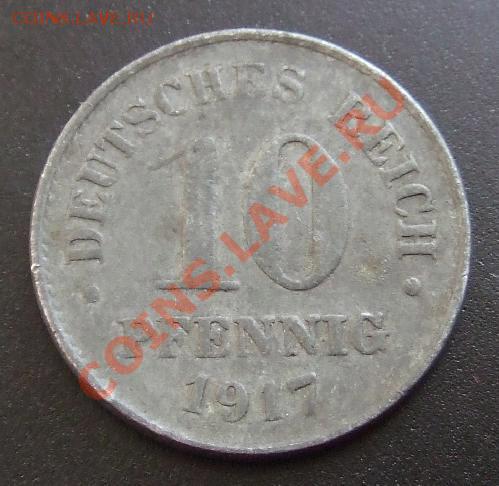 COINS.LAVE.RU
· DEUTSCHES REICH ·
10
PFENNIG
1917
COINS.LAVE.RU